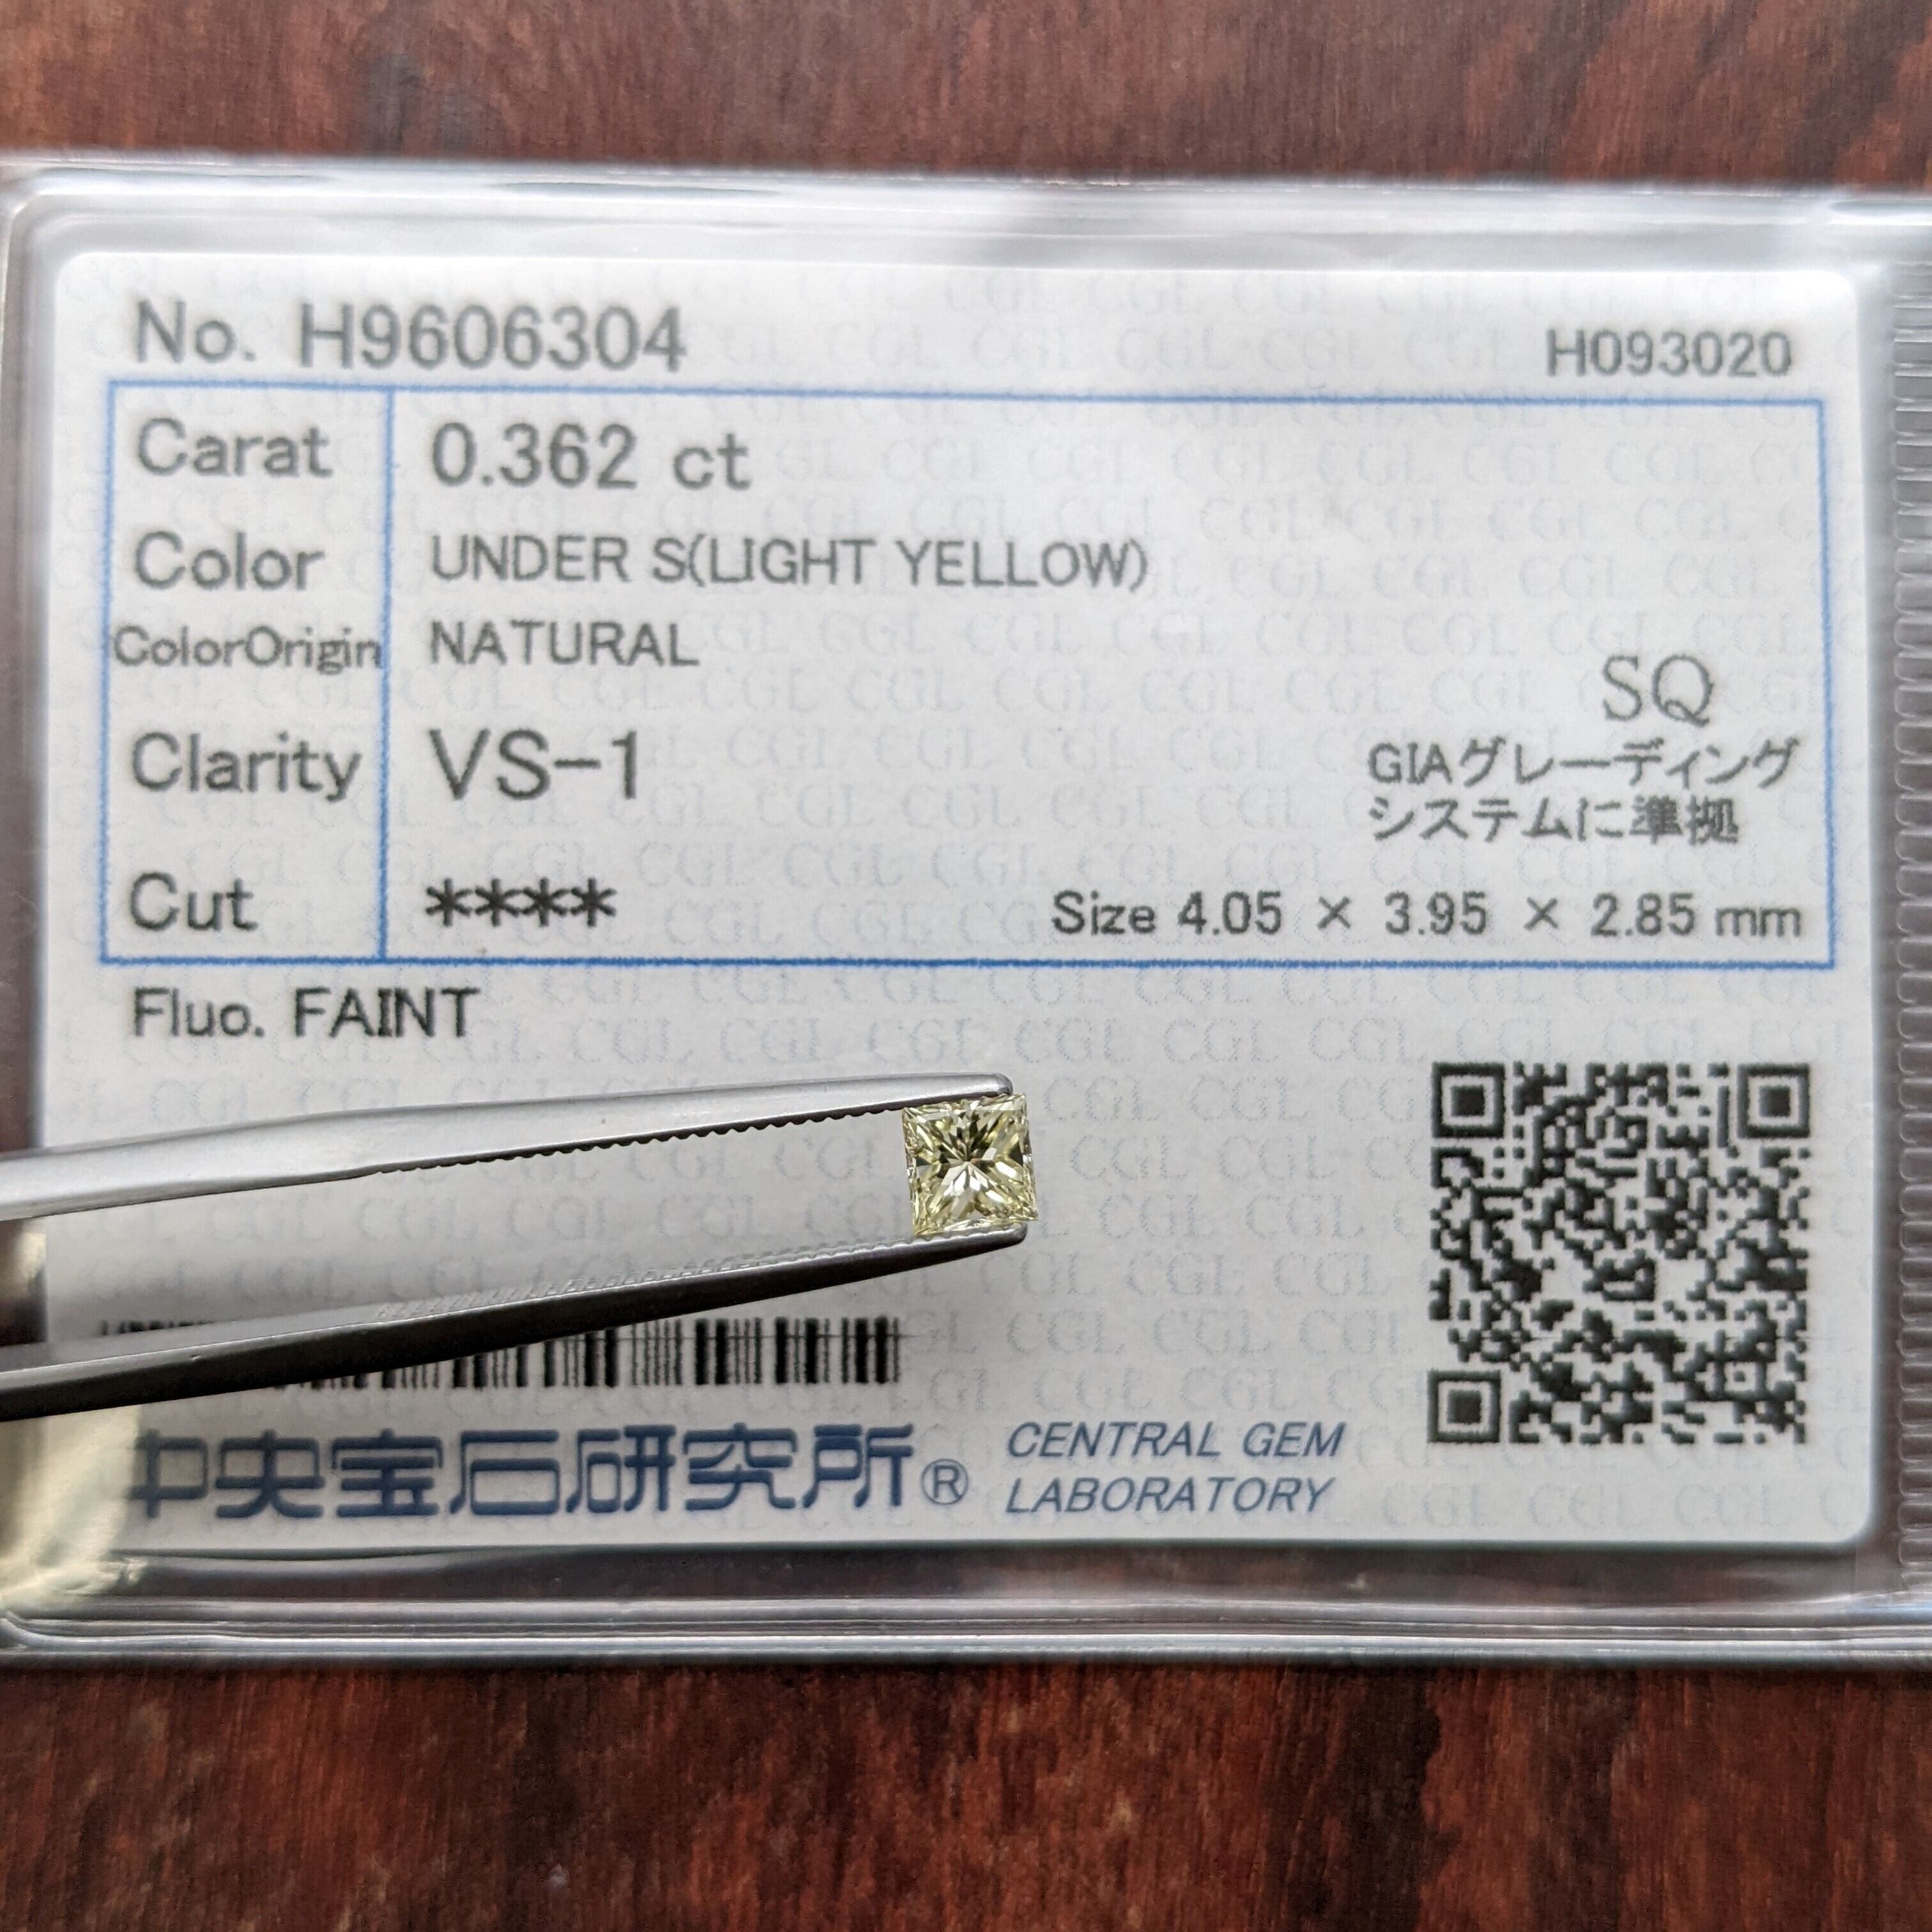 No. H9606304 H093020
Carat 0.362 ct
Color UNDER S(LIGHT YELLOW)
ColorOrigin NATURAL
SQ
Clarity VS-1
GIAグレーディング
システムに準拠
Cut **** Size 4.05 × 3.95 × 2.85 mm
Fluo. FAINT
中央宝石研究所® CENTRAL GEM
LABORATORY